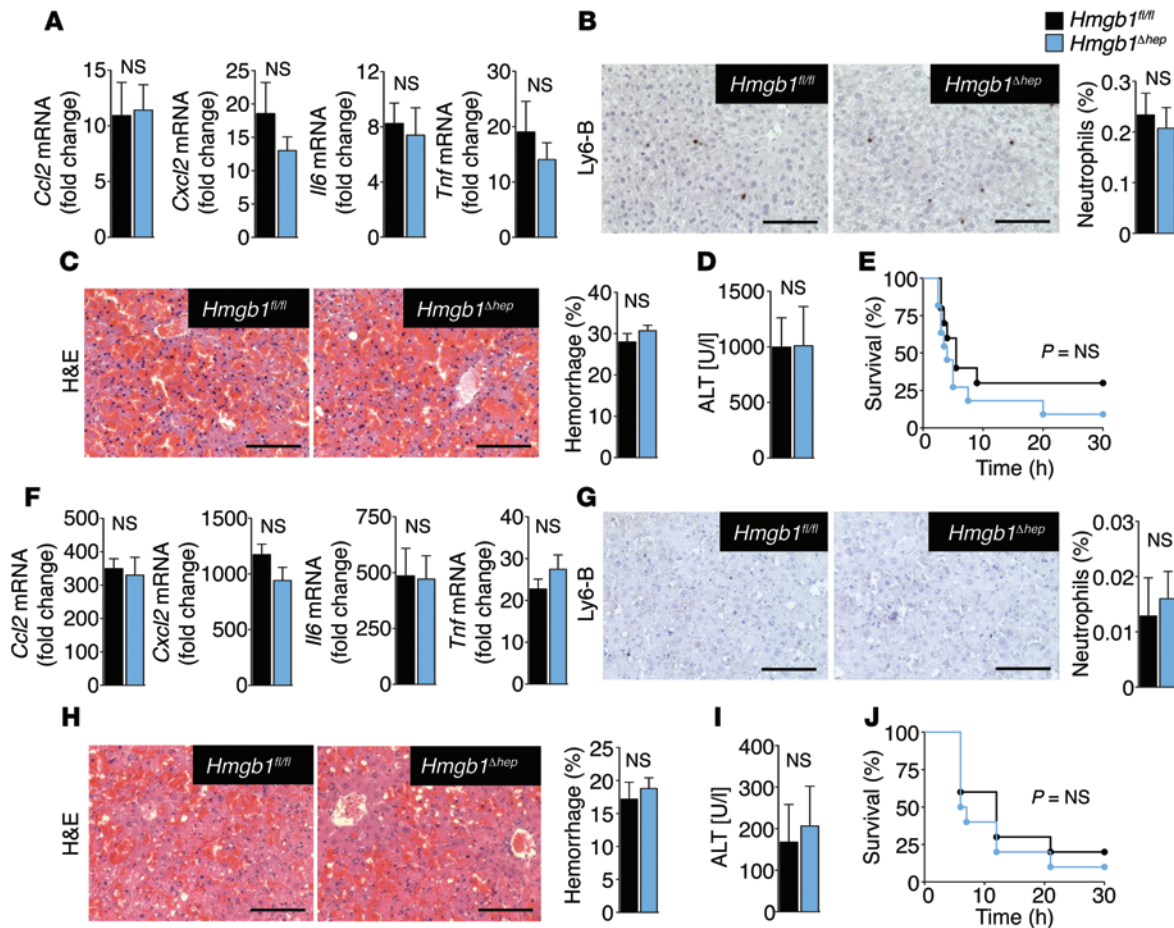 A
Ccl2 mRNA
(fold change)
15
10
5
0
NS
Cxcl2 mRNA
(fold change)
25
20
15
10
5
0
NS
Il6 mRNA
(fold change)
12
8
4
0
NS
Tnf mRNA
(fold change)
30
20
10
0
NS
B
Hmgb1fl/fl
Hmgb1Δhep
Ly6-B
Hmgb1fl/fl
Hmgb1Δhep
Neutrophils (%)
0.3
0.2
0.1
0
NS
C
H&E
Hmgb1fl/fl
Hmgb1Δhep
Hemorrhage (%)
40
30
20
10
0
NS
D
ALT [U/l]
1500
1000
500
0
NS
E
Survival (%)
100
75
50
25
0
P = NS
0
10
20
30
Time (h)
F
Ccl2 mRNA
(fold change)
500
400
300
200
100
0
NS
Cxcl2 mRNA
(fold change)
1500
1000
500
0
NS
Il6 mRNA
(fold change)
750
500
250
0
NS
Tnf mRNA
(fold change)
40
30
20
10
0
NS
G
Ly6-B
Hmgb1fl/fl
Hmgb1Δhep
Neutrophils (%)
0.03
0.02
0.01
0
NS
H
H&E
Hmgb1fl/fl
Hmgb1Δhep
Hemorrhage (%)
25
20
15
10
5
0
NS
I
ALT [U/l]
400
300
200
100
0
NS
J
Survival (%)
100
75
50
25
0
P = NS
0
10
20
30
Time (h)